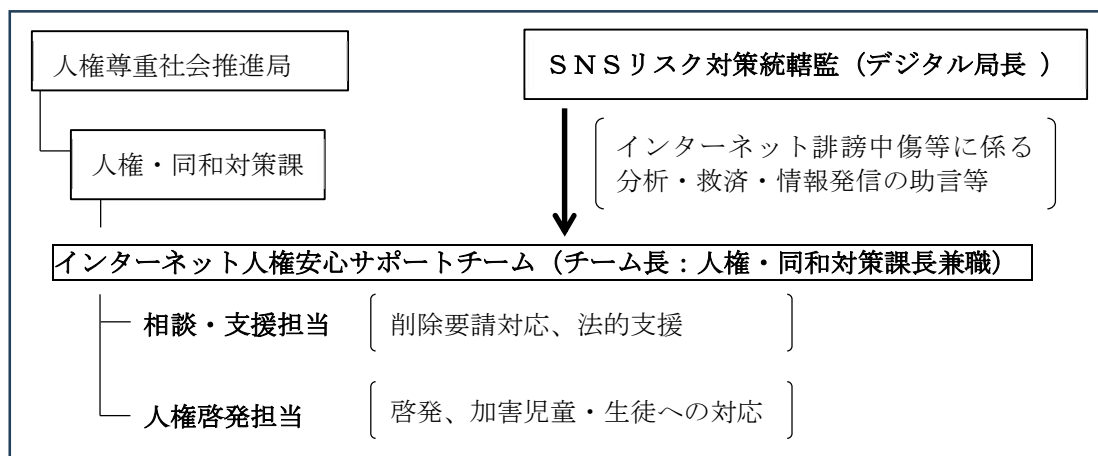 人権尊重社会推進局
SNSリスク対策統轄監(デジタル局長 )
人権・同和対策課
インターネット誹謗中傷等に係る
分析・救済・情報発信の助言等
インターネット人権安心サポートチーム(チーム長:人権・同和対策課長兼職)
相談・支援担当 削除要請対応、法的支援
人権啓発担当 啓発、加害児童・生徒への対応